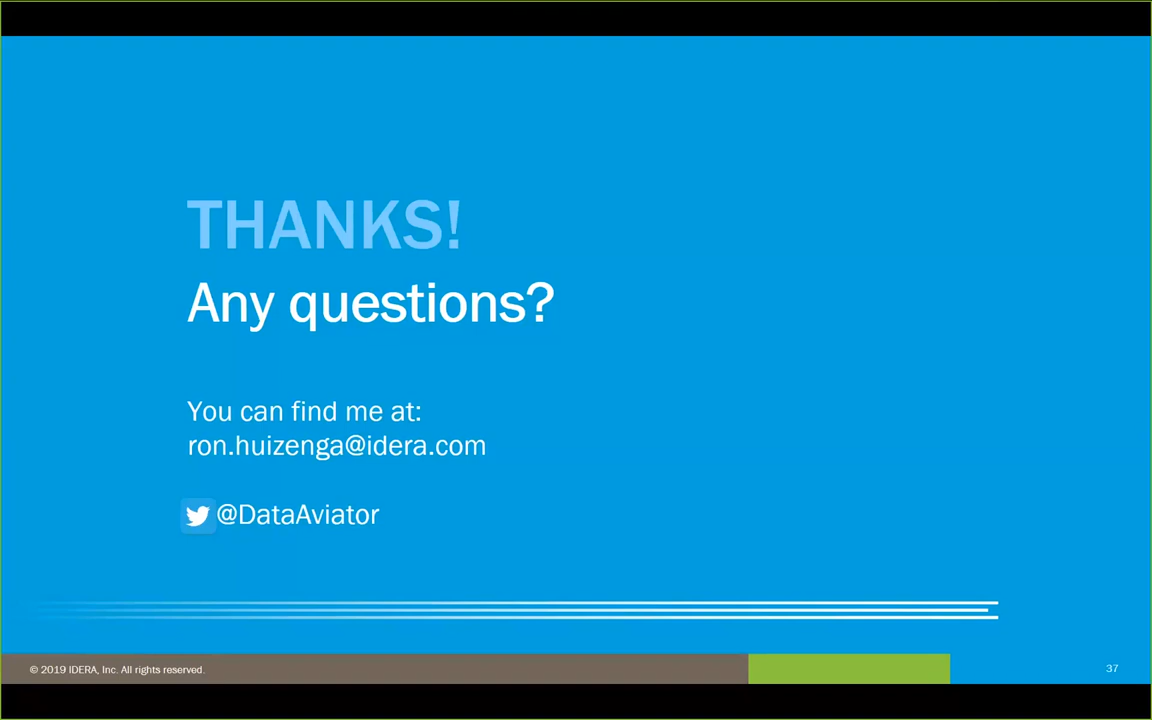 THANKS!
Any questions?
You can find me at:
ron.huizenga@idera.com
@DataAviator
© 2019 IDERA, Inc. All rights reserved.
37